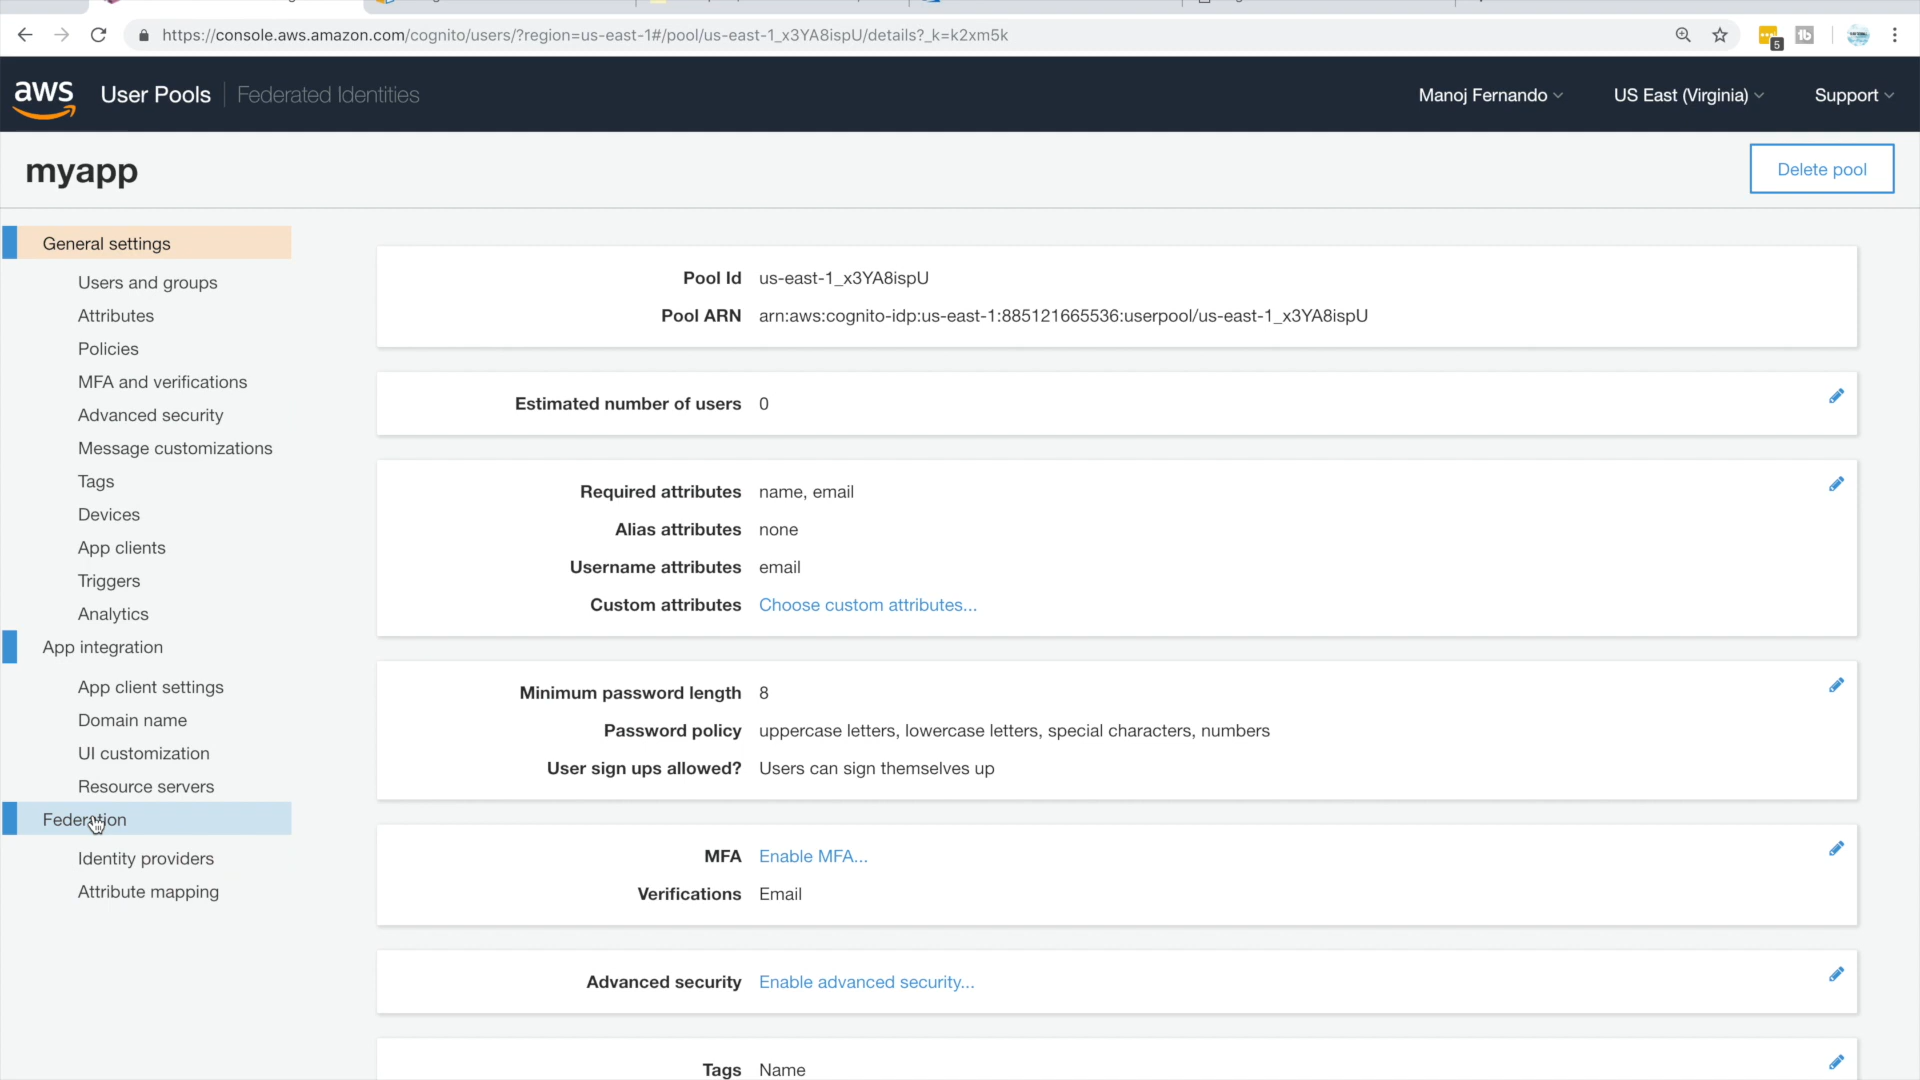 https://console.aws.amazon.com/cognito/users/?region=us-east-1#/pool/us-east-1_x3YA8ispU/details?_k=k2xm5k
5
tb
aws
User Pools
Federated Identities
Manoj Fernando
US East (Virginia)
Support
myapp
Delete pool
General settings
Users and groups
Attributes
Policies
MFA and verifications
Advanced security
Message customizations
Tags
Devices
App clients
Triggers
Analytics
App integration
App client settings
Domain name
UI customization
Resource servers
Federation
Identity providers
Attribute mapping
Pool Id us-east-1_x3YA8ispU
Pool ARN arn:aws:cognito-idp:us-east-1:885121665536:userpool/us-east-1_x3YA8ispU
Estimated number of users 0
Required attributes name, email
Alias attributes none
Username attributes email
Custom attributes Choose custom attributes...
Minimum password length 8
Password policy uppercase letters, lowercase letters, special characters, numbers
User sign ups allowed? Users can sign themselves up
MFA Enable MFA...
Verifications Email
Advanced security Enable advanced security...
Tags Name